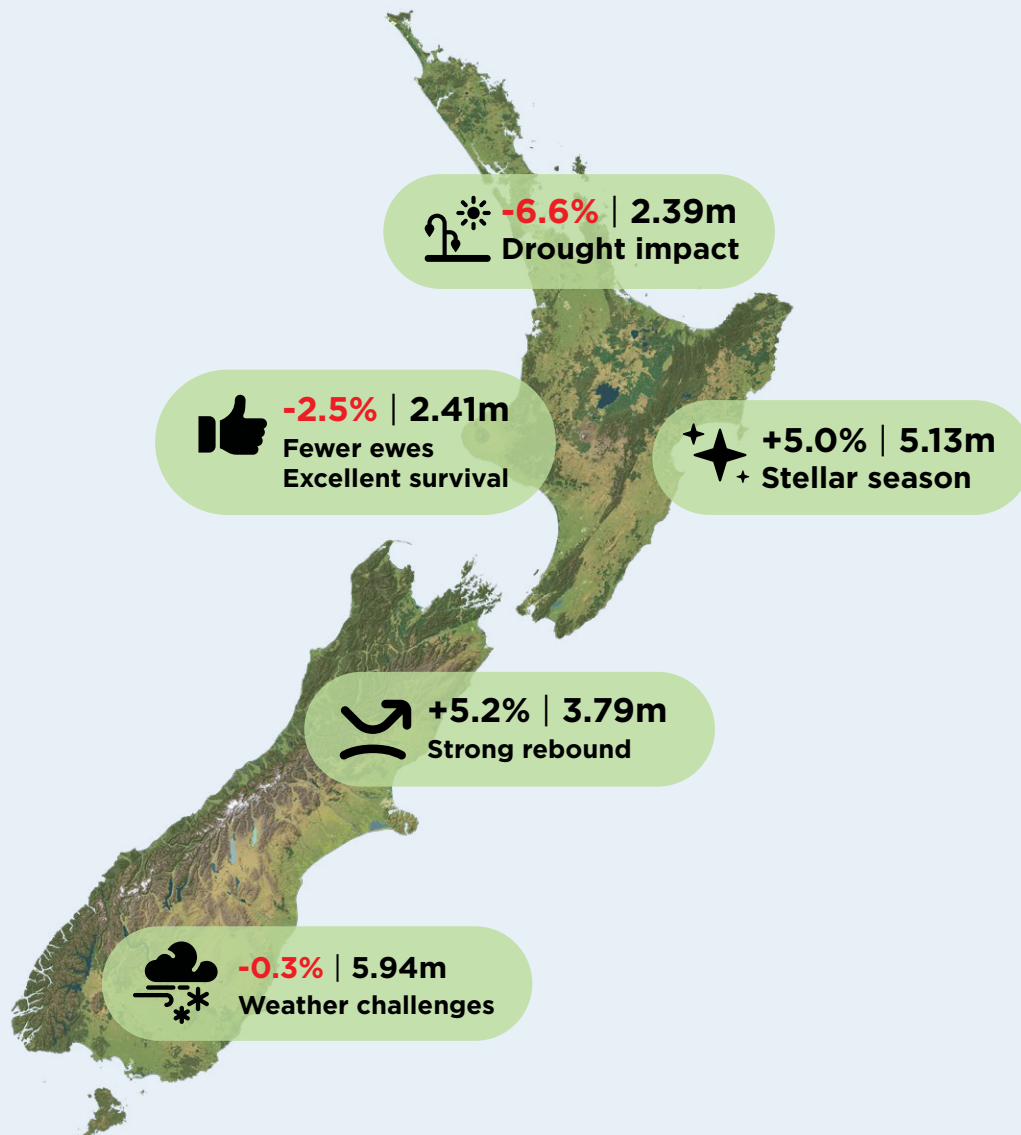 -6.6% | 2.39m
Drought impact
-2.5% | 2.41m
Fewer ewes
Excellent survival
+5.0% | 5.13m
Stellar season
+5.2% | 3.79m
Strong rebound
-0.3% | 5.94m
Weather challenges